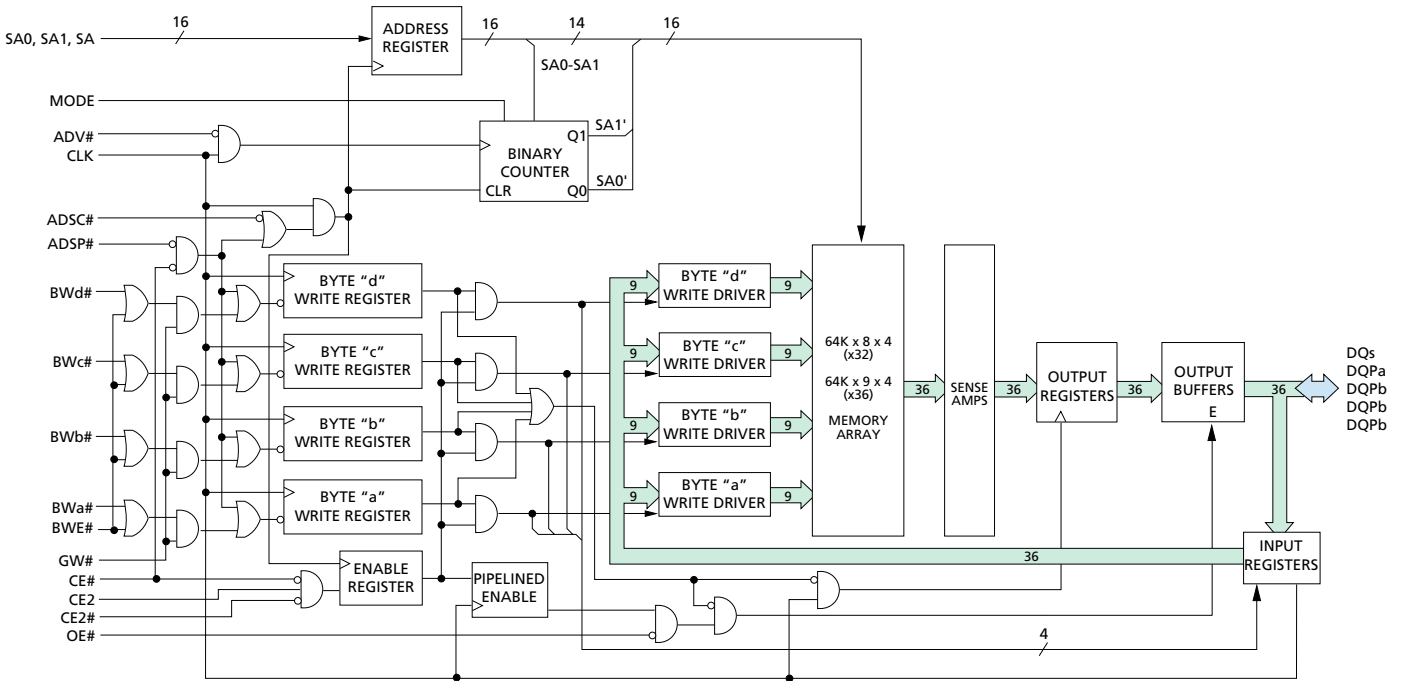 SA0, SA1, SA
16
ADDRESS
REGISTER
16
14
16
SA0-SA1
MODE
ADV#
CLK
BINARY
COUNTER
CLR
Q1
Q0
SA1'
SA0'
ADSC#
ADSP#
BWd#
BWc#
BWb#
BWa#
BWE#
GW#
CE#
CE2
CE2#
OE#
BYTE “d”
WRITE REGISTER
BYTE “c”
WRITE REGISTER
BYTE “b”
WRITE REGISTER
BYTE “a”
WRITE REGISTER
ENABLE
REGISTER
PIPELINED
ENABLE
9
BYTE “d”
WRITE DRIVER
9
9
BYTE “c”
WRITE DRIVER
9
9
BYTE “b”
WRITE DRIVER
9
9
BYTE “a”
WRITE DRIVER
9
64K x 8 x 4
(x32)
64K x 9 x 4
(x36)
MEMORY
ARRAY
36
SENSE
AMPS
36
OUTPUT
REGISTERS
36
OUTPUT
BUFFERS
E
36
DQs
DQPa
DQPb
DQPb
DQPb
INPUT
REGISTERS
36
4